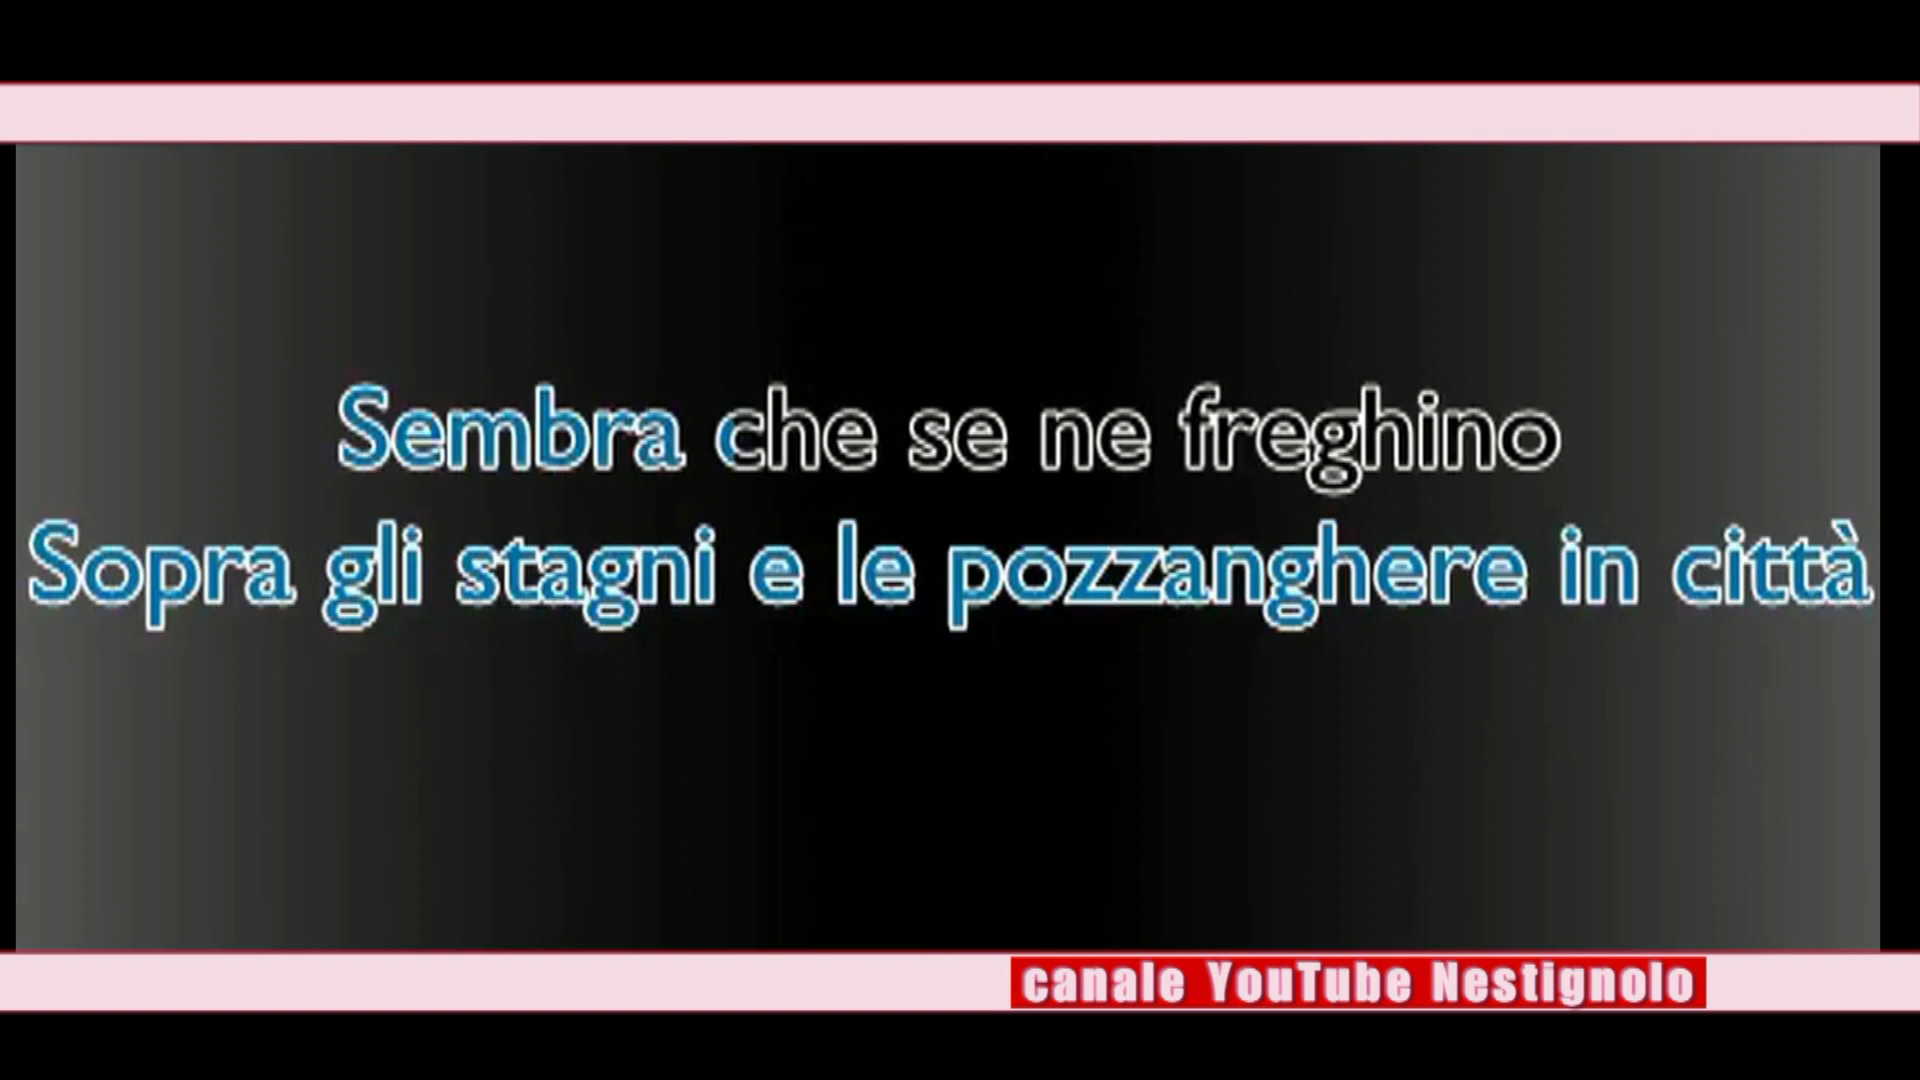 Sembra che se ne freghino
Sopra gli stagni e le pozzanghere in città
canale YouTube Nestignolo